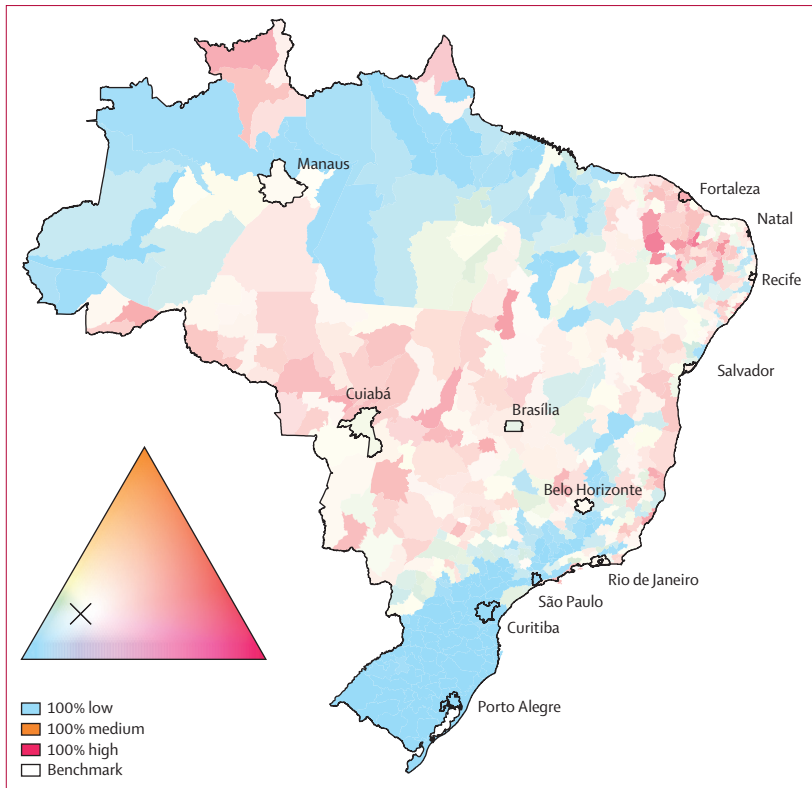 Manaus
Fortaleza
Natal
Recife
Salvador
Cuiabá
Brasília
Belo Horizonte
Rio de Janeiro
São Paulo
Curitiba
Porto Alegre
100% low
100% medium
100% high
Benchmark